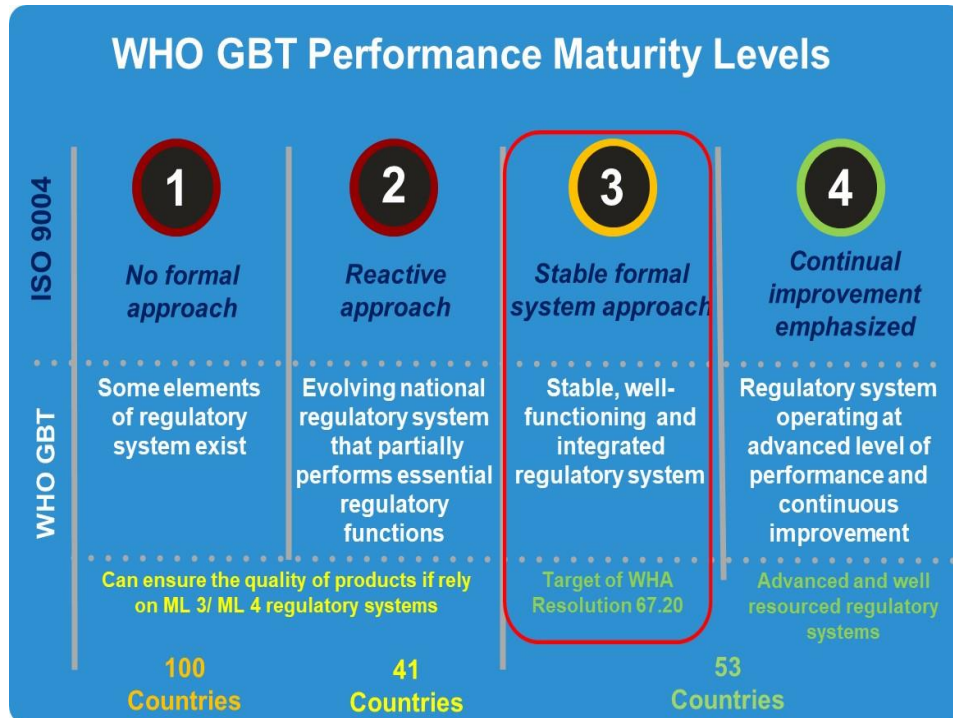 WHO GBT Performance Maturity Levels
ISO 9004
1
No formal
approach
2
Reactive
approach
3
Stable formal
system approach
4
Continual
improvement
emphasized
WHO GBT
Some elements
of regulatory
system exist
Evolving national
regulatory system
that partially
performs essential
regulatory
functions
Stable, well-
functioning and
integrated
regulatory system
Regulatory system
operating at
advanced level of
performance and
continuous
improvement
Can ensure the quality of products if rely
on ML 3/ ML 4 regulatory systems
Target of WHA
Resolution 67.20
Advanced and well
resourced regulatory
systems
100
Countries
41
Countries
53
Countries